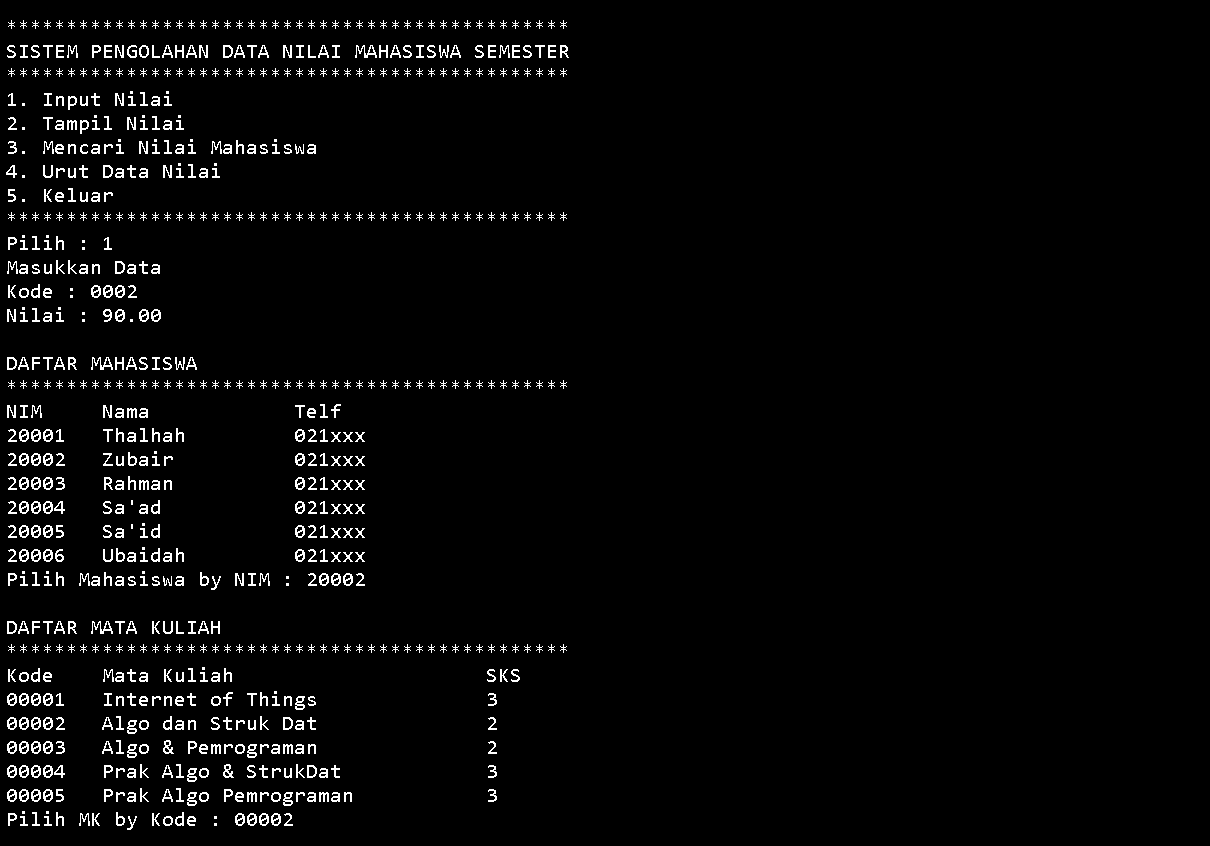 ***********************************************
SISTEM PENGOLAHAN DATA NILAI MAHASISWA SEMESTER
***********************************************
1. Input Nilai
2. Tampil Nilai
3. Mencari Nilai Mahasiswa
4. Urut Data Nilai
5. Keluar
***********************************************
Pilih : 1
Masukkan Data
Kode : 0002
Nilai : 90.00

DAFTAR MAHASISWA
***********************************************
NIM     Nama            Telf
20001   Thalhah         021xxx
20002   Zubair          021xxx
20003   Rahman          021xxx
20004   Sa'ad           021xxx
20005   Sa'id           021xxx
20006   Ubaidah         021xxx
Pilih Mahasiswa by NIM : 20002

DAFTAR MATA KULIAH
***********************************************
Kode    Mata Kuliah                     SKS
00001   Internet of Things              3
00002   Algo dan Struk Dat              2
00003   Algo & Pemrograman              2
00004   Prak Algo & StrukDat            3
00005   Prak Algo Pemrograman           3
Pilih MK by Kode : 00002